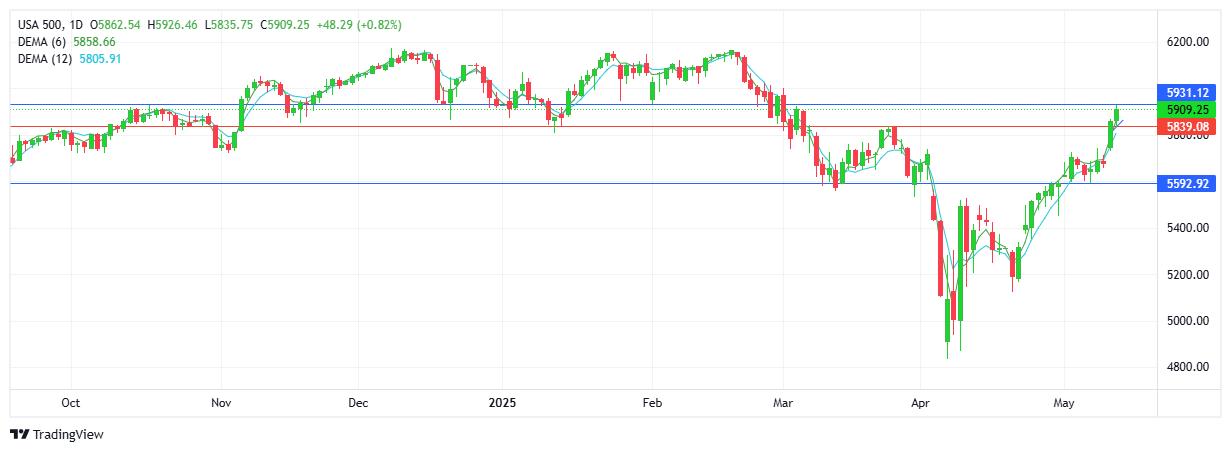 USA 500, 1D O5862.54 H5926.46 L5835.75 C5909.25 +48.29 (+0.82%)
DEMA (6) 5858.66
DEMA (12) 5805.91
6200.00
5931.12
5909.25
5839.08
5800.00
5592.92
5400.00
5200.00
5000.00
4800.00
Oct Nov Dec 2025 Feb Mar Apr May
TradingView